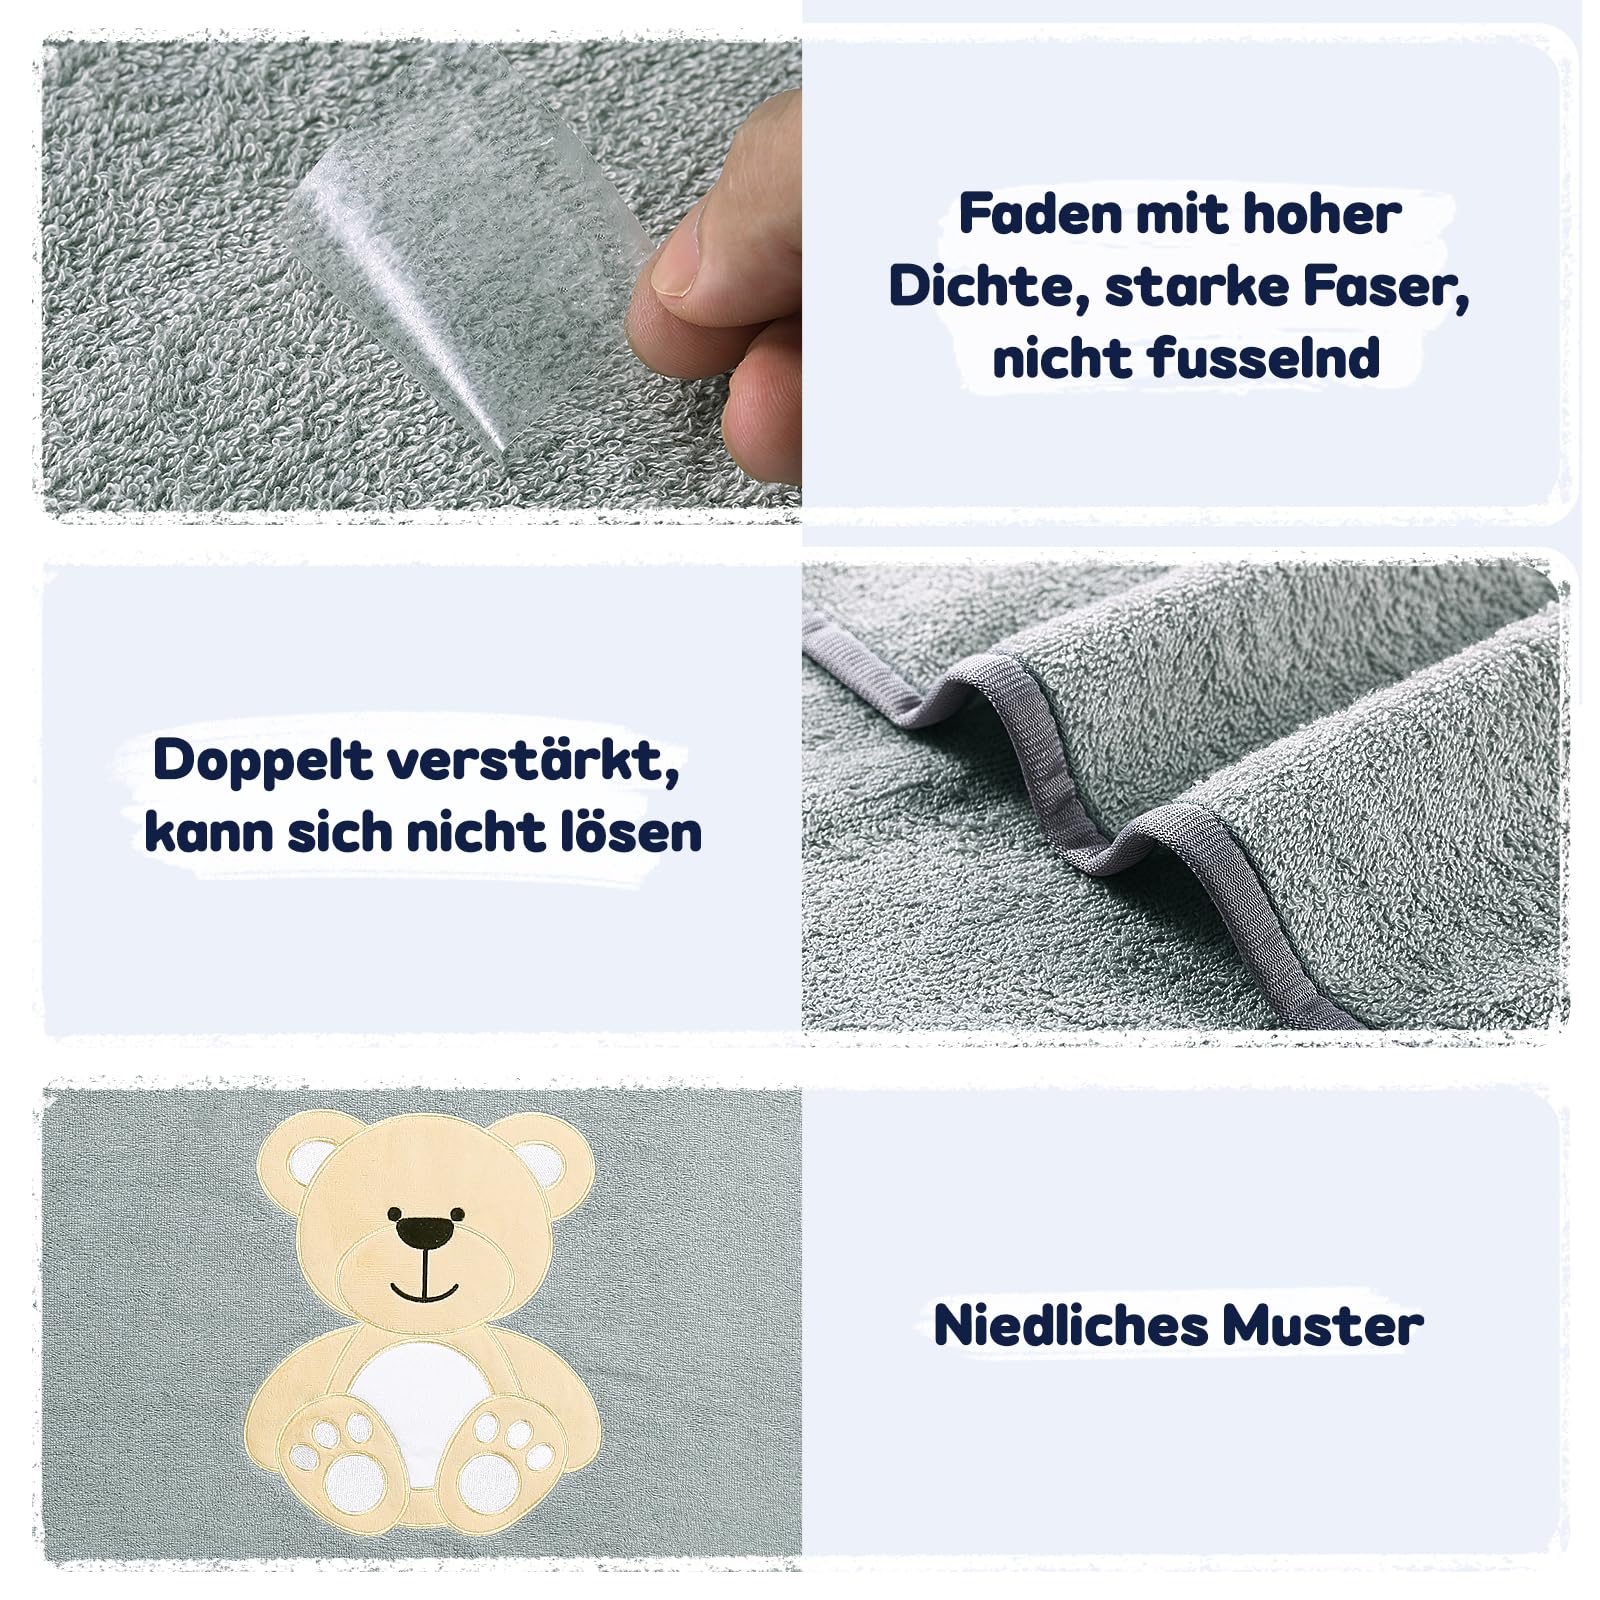 Faden mit hoher
Dichte, starke Faser,
nicht fusselnd
Doppelt verstärkt,
kann sich nicht lösen
Niedliches Muster